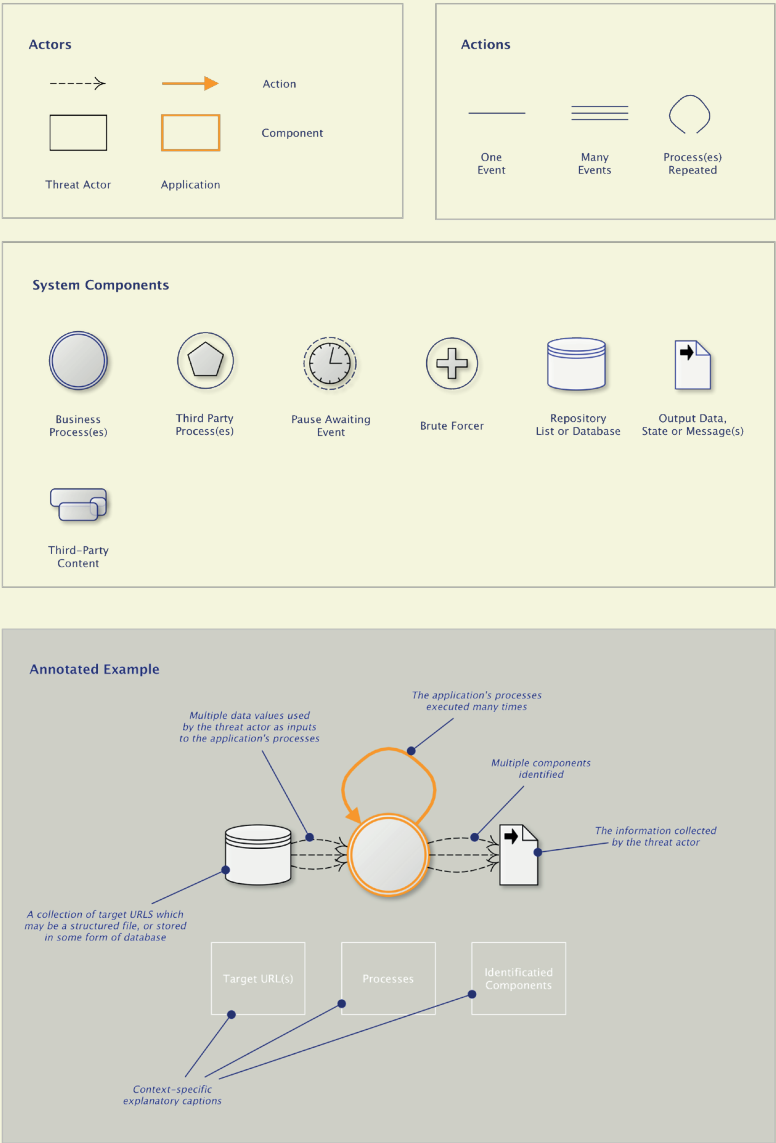 Actors
Action
Component
Threat Actor
Application
Actions
One
Event
Many
Events
Process(es)
Repeated
System Components
Business
Process(es)
Third Party
Process(es)
Pause Awaiting
Event
Brute Forcer
Repository
List or Database
Output Data,
State or Message(s)
Third-Party
Content
Annotated Example
The application's processes
executed many times
Multiple data values used
by the threat actor as inputs
to the application's processes
Multiple components
identified
The information collected
by the threat actor
A collection of target URLS which
may be a structured file, or stored
in some form of database
Target URL(s)
Processes
Identificatied
Components
Context-specific
explanatory captions